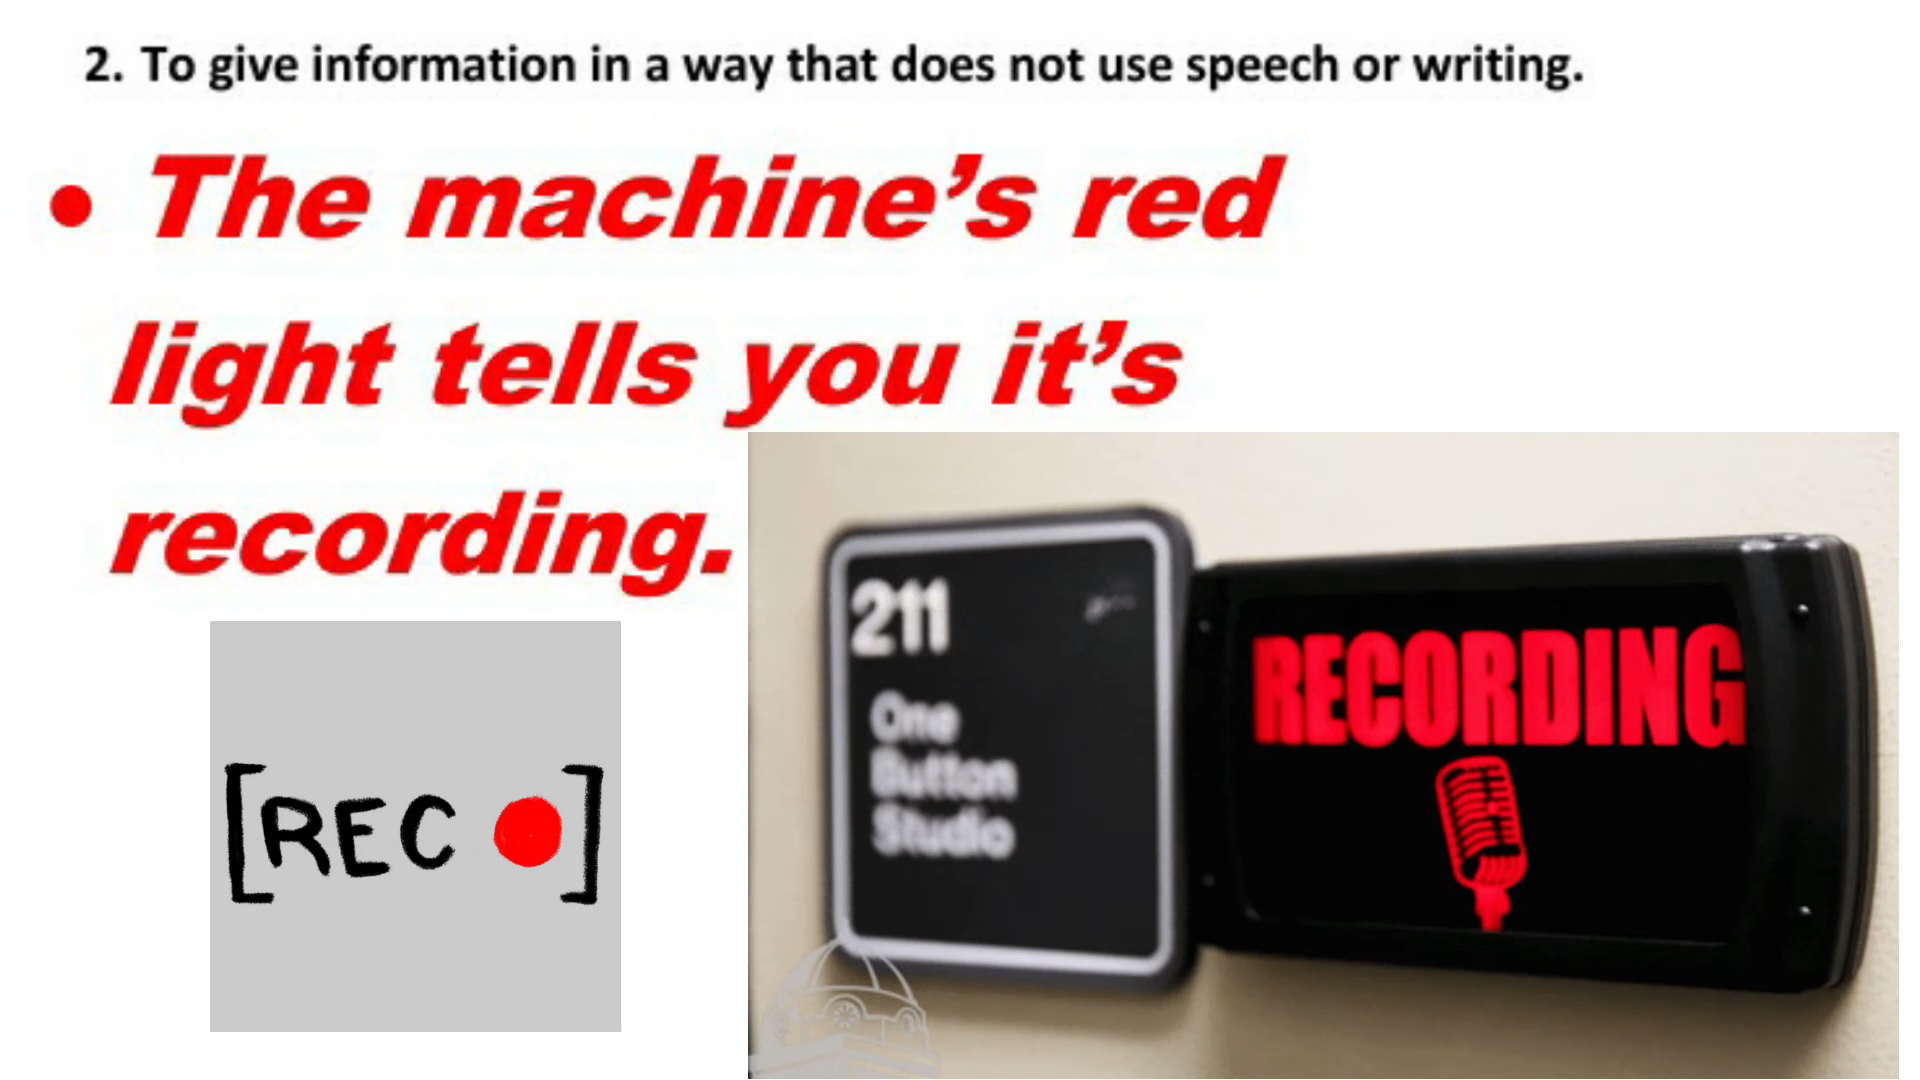 2. To give information in a way that does not use speech or writing.
• The machine's red
light tells you it's
recording.
[REC ●]
211
One
Button
Studio
RECORDING